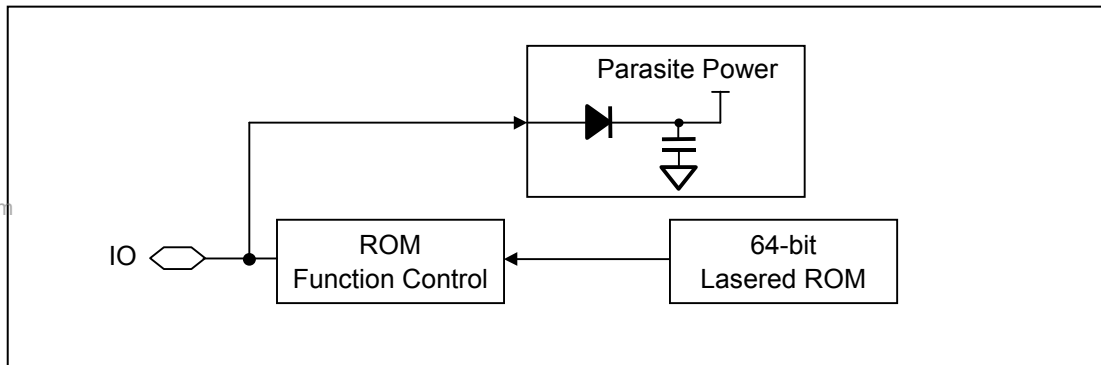 Parasite Power
m
IO
ROM
Function Control
64-bit
Lasered ROM